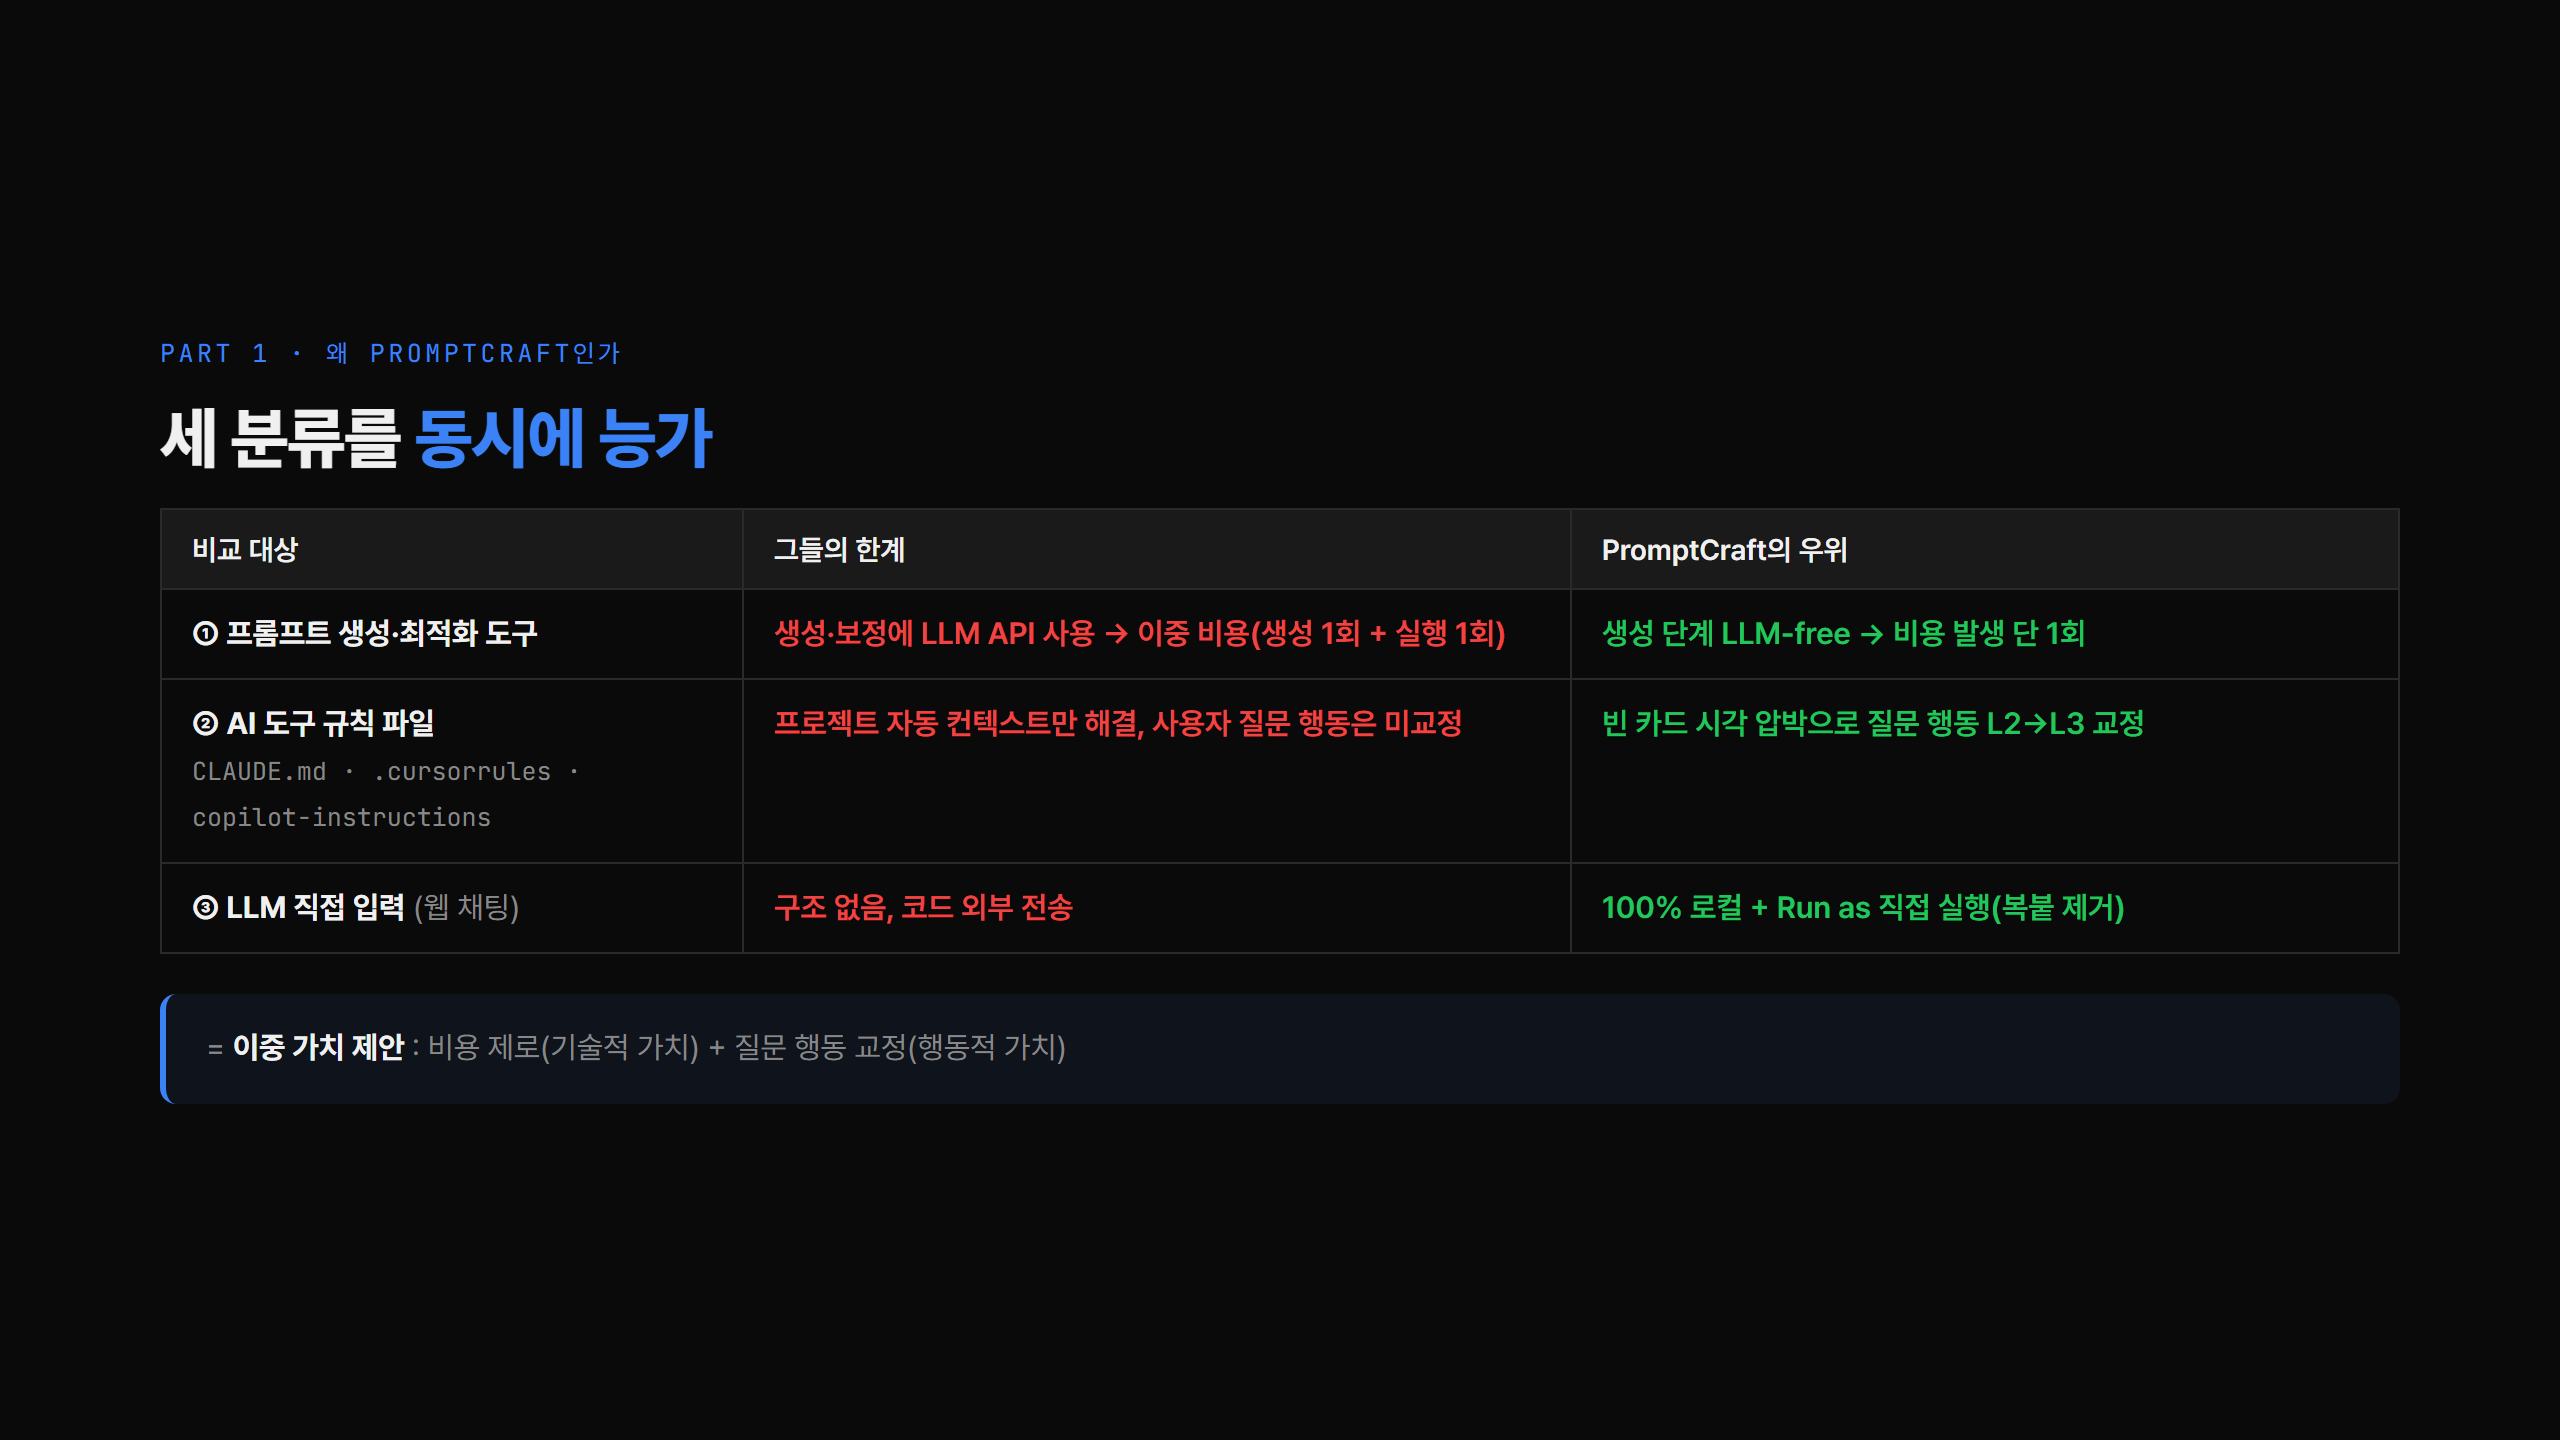 PART 1 · 왜 PROMPTCRAFT인가
세 분류를 동시에 능가
비교 대상
그들의 한계
PromptCraft의 우위
① 프롬프트 생성·최적화 도구
생성·보정에 LLM API 사용 → 이중 비용(생성 1회 + 실행 1회)
생성 단계 LLM-free → 비용 발생 단 1회
② AI 도구 규칙 파일
CLAUDE.md · .cursorrules ·
copilot-instructions
프로젝트 자동 컨텍스트만 해결, 사용자 질문 행동은 미교정
빈 카드 시각 압박으로 질문 행동 L2→L3 교정
③ LLM 직접 입력 (웹 채팅)
구조 없음, 코드 외부 전송
100% 로컬 + Run as 직접 실행(복붙 제거)
= 이중 가치 제안 : 비용 제로(기술적 가치) + 질문 행동 교정(행동적 가치)